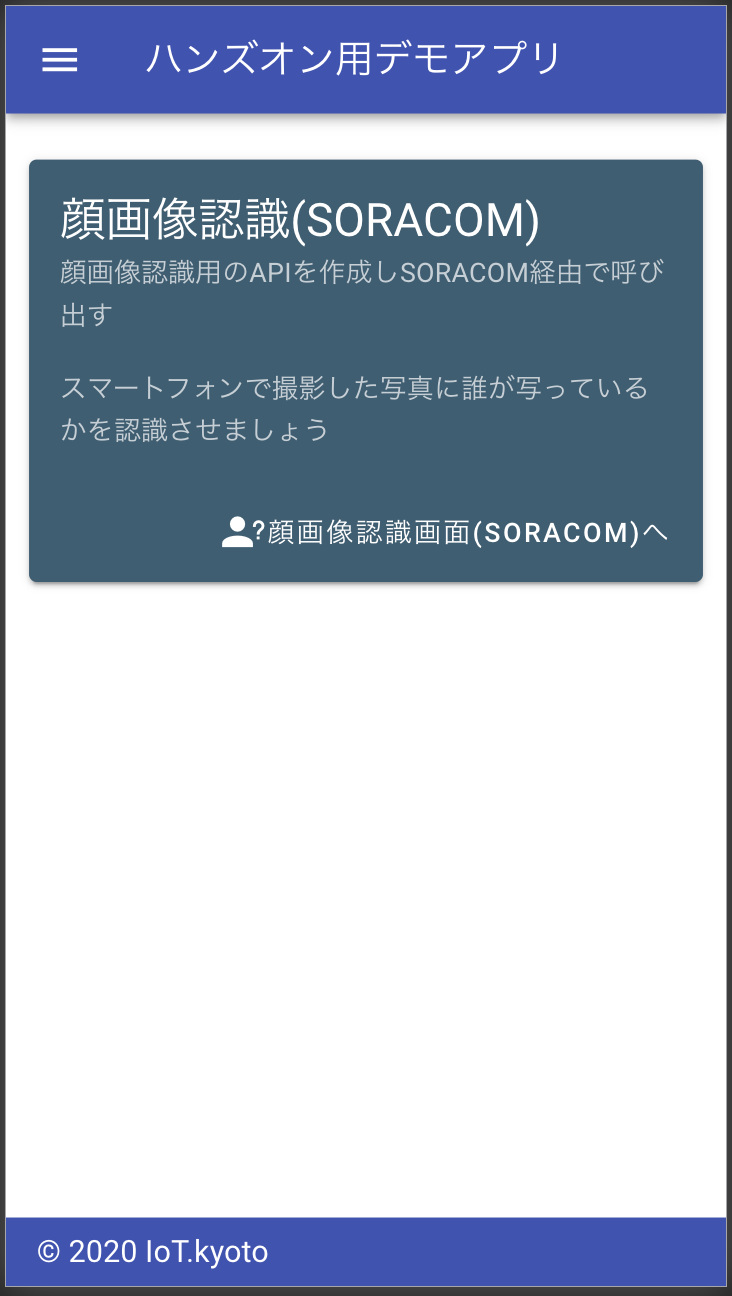 ハンズオン用デモアプリ
顔画像認識(SORACOM)
顔画像認識用のAPIを作成しSORACOM経由で呼び
出す
スマートフォンで撮影した写真に誰が写っている
かを認識させましょう
?顔画像認識画面(SORACOM)へ
© 2020 IoT.kyoto